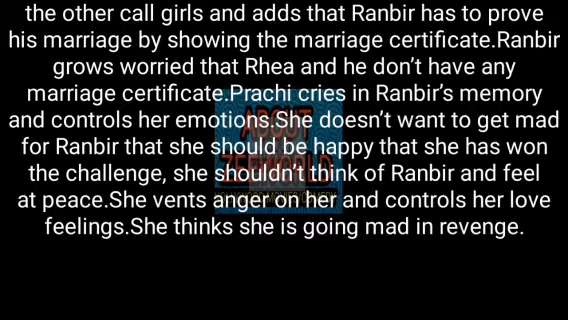 the other call girls and adds that Ranbir has to prove
his marriage by showing the marriage certificate.Ranbir
grows worried that Rhea and he don't have any
marriage certificate.Prachi cries in Ranbir's memory
and controls her emotions.She doesn't want to get mad
for Ranbir that she should be happy that she has won
the challenge, she shouldn't think of Ranbir and feel
at peace.She vents anger on her and controls her love
feelings.She thinks she is going mad in revenge.
ABOUT
ZEEWORLD